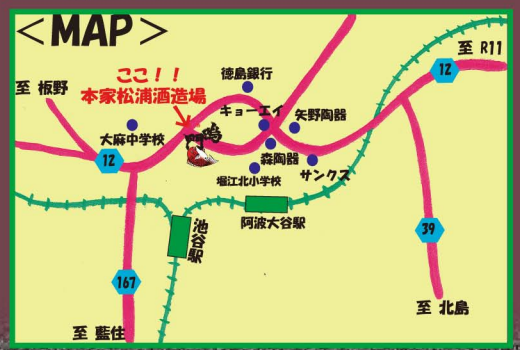 ＜MAP＞
至 R11
12
至 板野
ここ！！
本家松浦酒造場
徳島銀行
キョーエイ
矢野陶器
大麻中学校
鳴
森陶器
サンクス
堀江北小学校
12
阿波大谷駅
池谷駅
39
167
至 北島
至 藍住